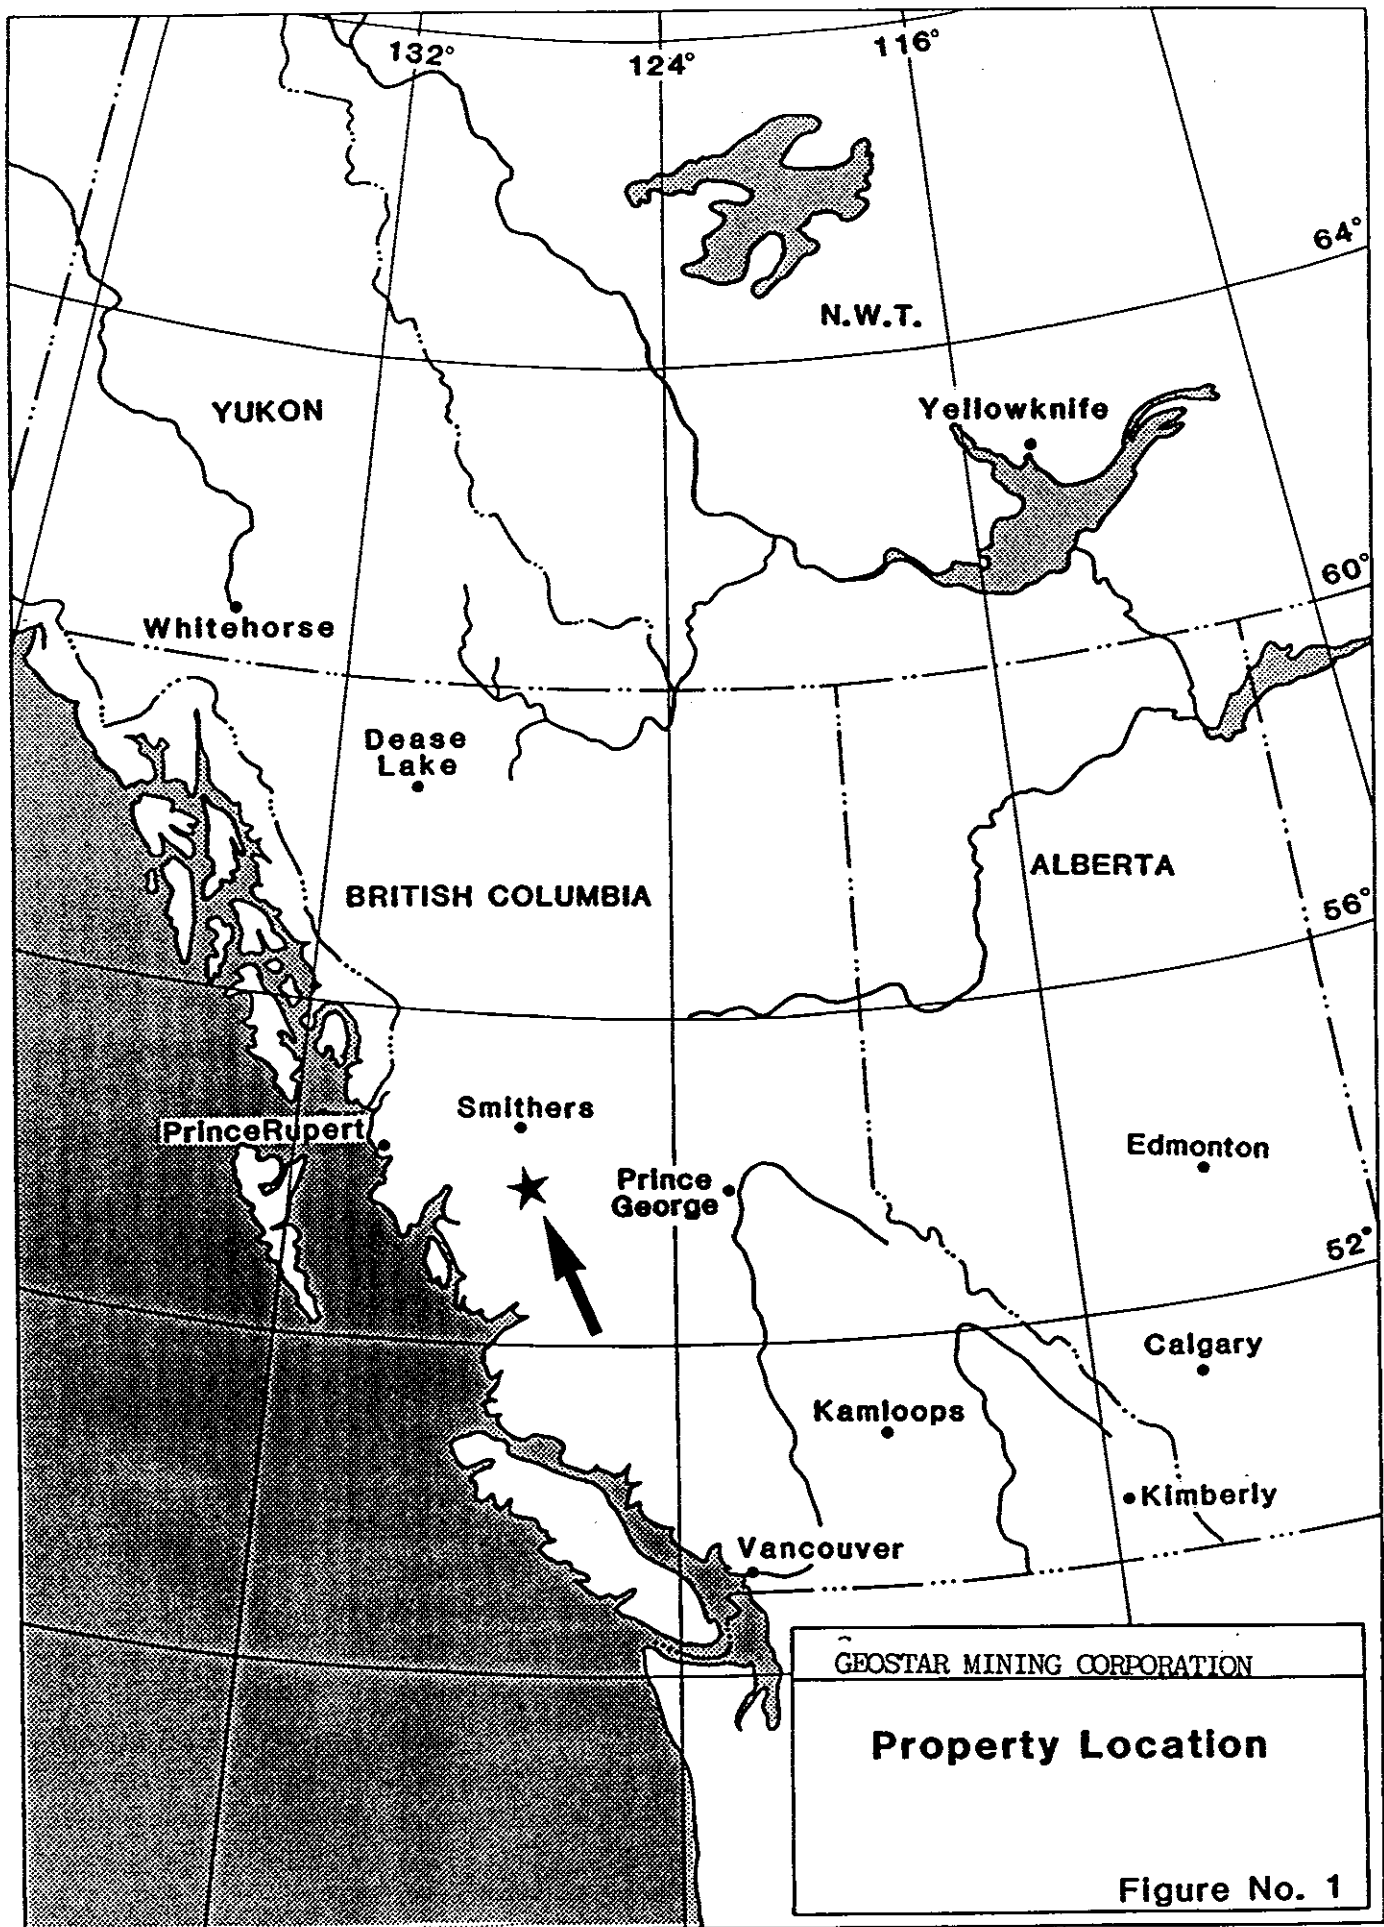 132°
124°
116°
64°
N.W.T.
YUKON
Yellowknife
60°
Whitehorse
Dease
Lake
ALBERTA
BRITISH COLUMBIA
56°
Smithers
PrinceRupert
Edmonton
Prince
George
52°
Calgary
Kamloops
Kimberly
Vancouver
GEOSTAR MINING CORPORATION
Property Location
Figure No. 1